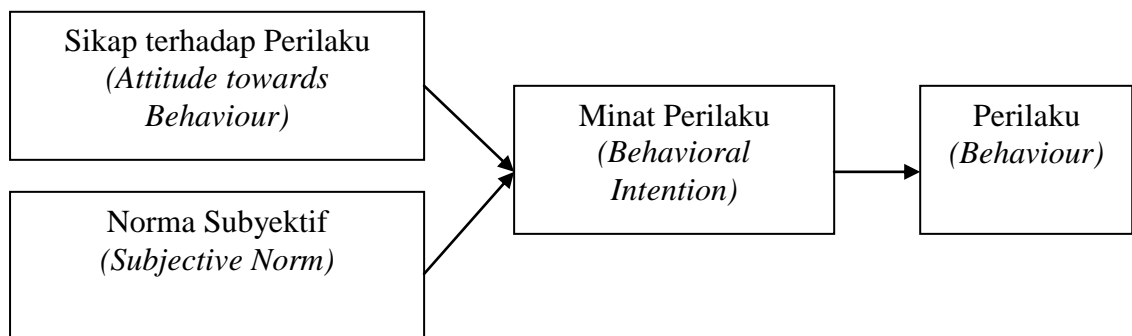 Sikap terhadap Perilaku
(Attitude towards
Behaviour)
Norma Subyektif
(Subjective Norm)
Minat Perilaku
(Behavioral
Intention)
Perilaku
(Behaviour)